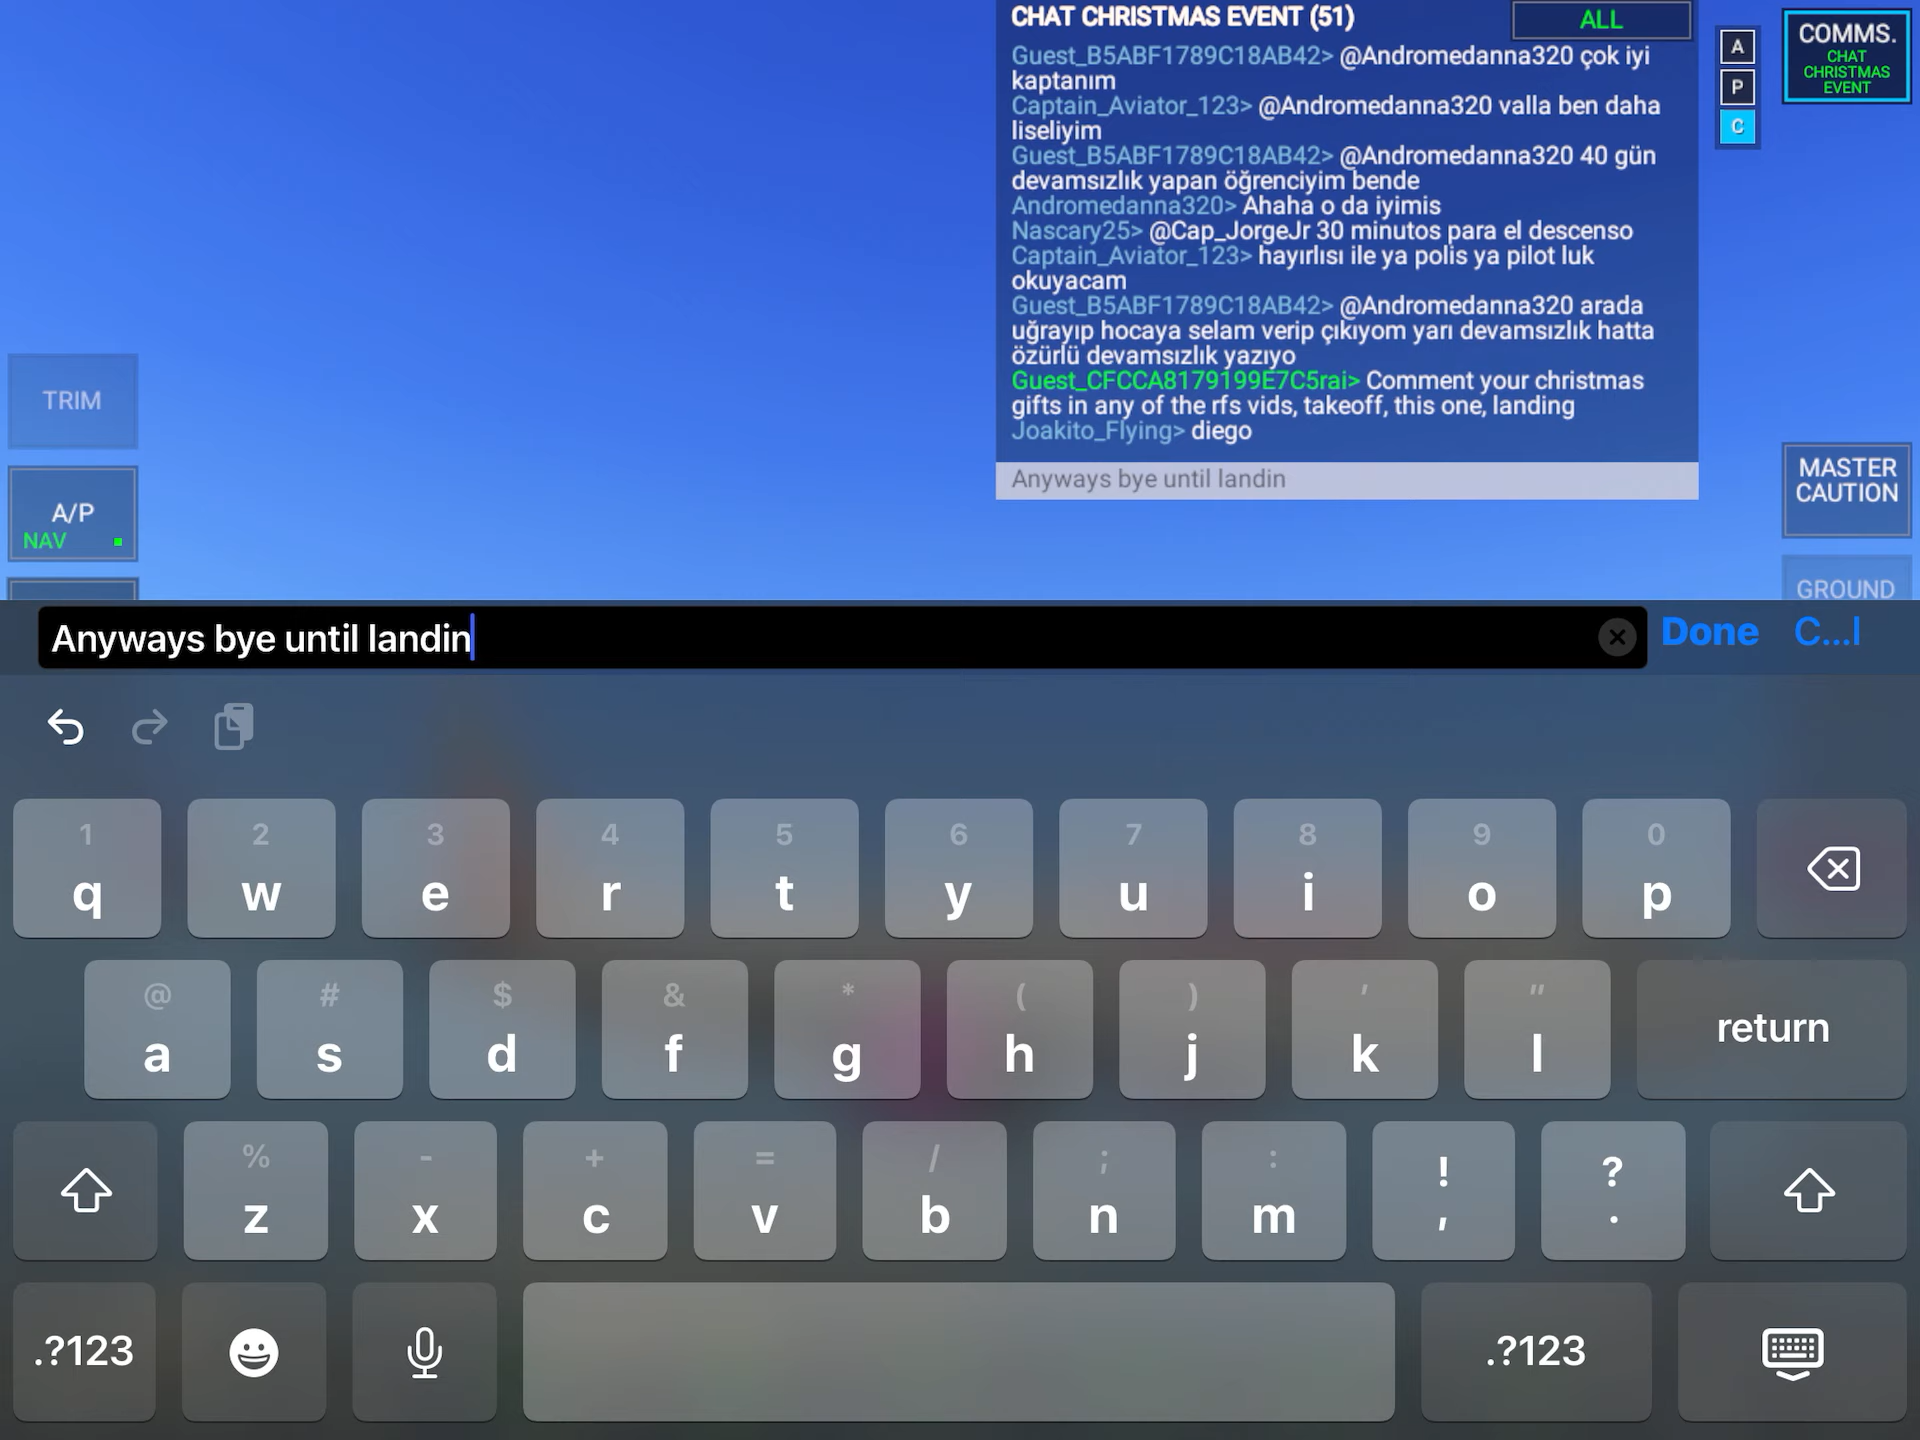 CHAT CHRISTMAS EVENT (51)
ALL
Guest_B5ABF1789C18AB42> @Andromedanna320 çok iyi
kaptanım
Captain_Aviator_123> @Andromedanna320 valla ben daha
liseliyim
Guest_B5ABF1789C18AB42> @Andromedanna320 40 gün
devamsızlık yapan öğrenciyim bende
Andromedanna320> Ahaha o da iyimis
Nascary25> @Cap_JorgeJr 30 minutos para el descenso
Captain_Aviator_123> hayırlısı ile ya polis ya pilot luk
okuyacam
Guest_B5ABF1789C18AB42> @Andromedanna320 arada
uğrayıp hocaya selam verip çıkıyom yarı devamsızlık hatta
özürlü devamsızlık yazıyo
Guest_CFCCA8179199E7C5rai> Comment your christmas
gifts in any of the rfs vids, takeoff, this one, landing
Joakito_Flying> diego
Anyways bye until landin
A
P
C
COMMS.
CHAT
CHRISTMAS
EVENT
TRIM
A/P
NAV
MASTER
CAUTION
GROUND
Anyways bye until landin
Done C...l
1 2 3 4 5 6 7 8 9 0
q w e r t y u i o p
@ # $ & * ( ) ' "
a s d f g h j k l return
% - + = / ; : ! ?
z x c v b n m , .
.?123 .?123